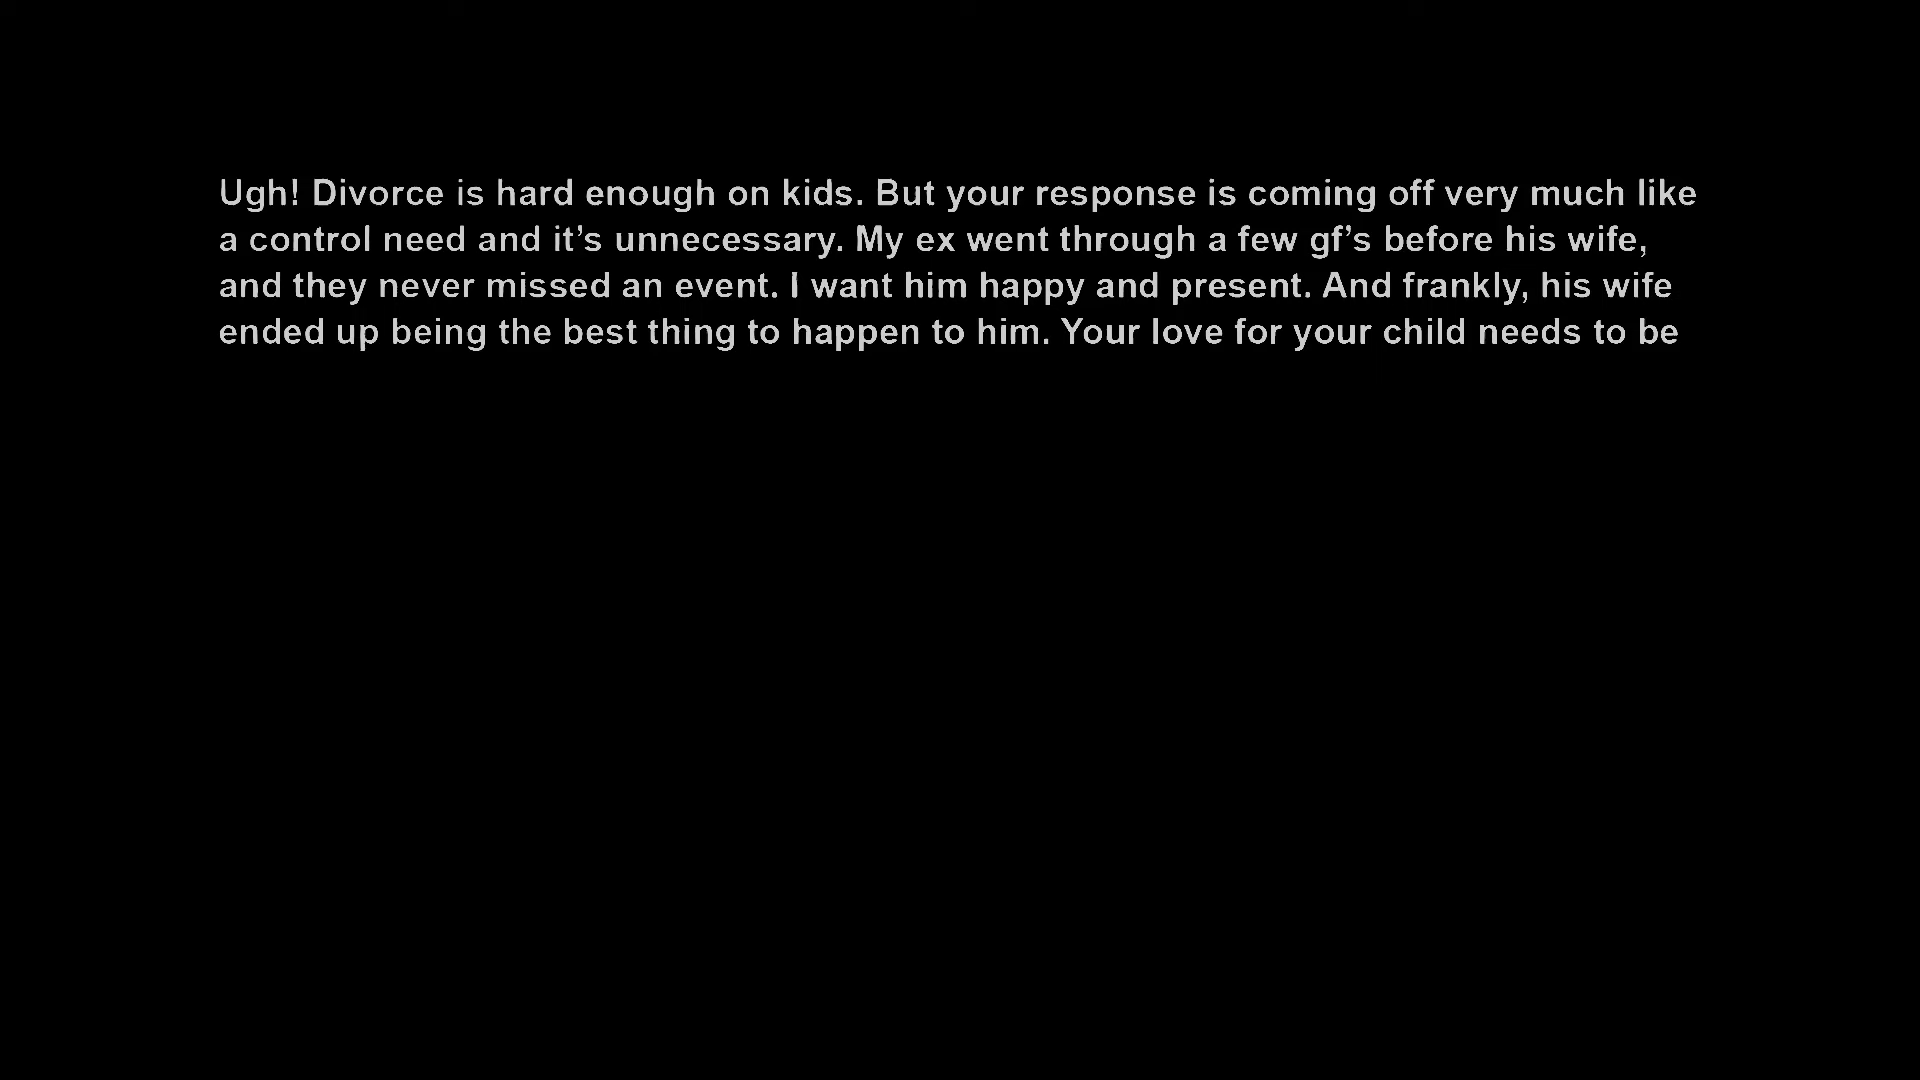 Ugh! Divorce is hard enough on kids. But your response is coming off very much like
a control need and it’s unnecessary. My ex went through a few gf’s before his wife,
and they never missed an event. I want him happy and present. And frankly, his wife
ended up being the best thing to happen to him. Your love for your child needs to be